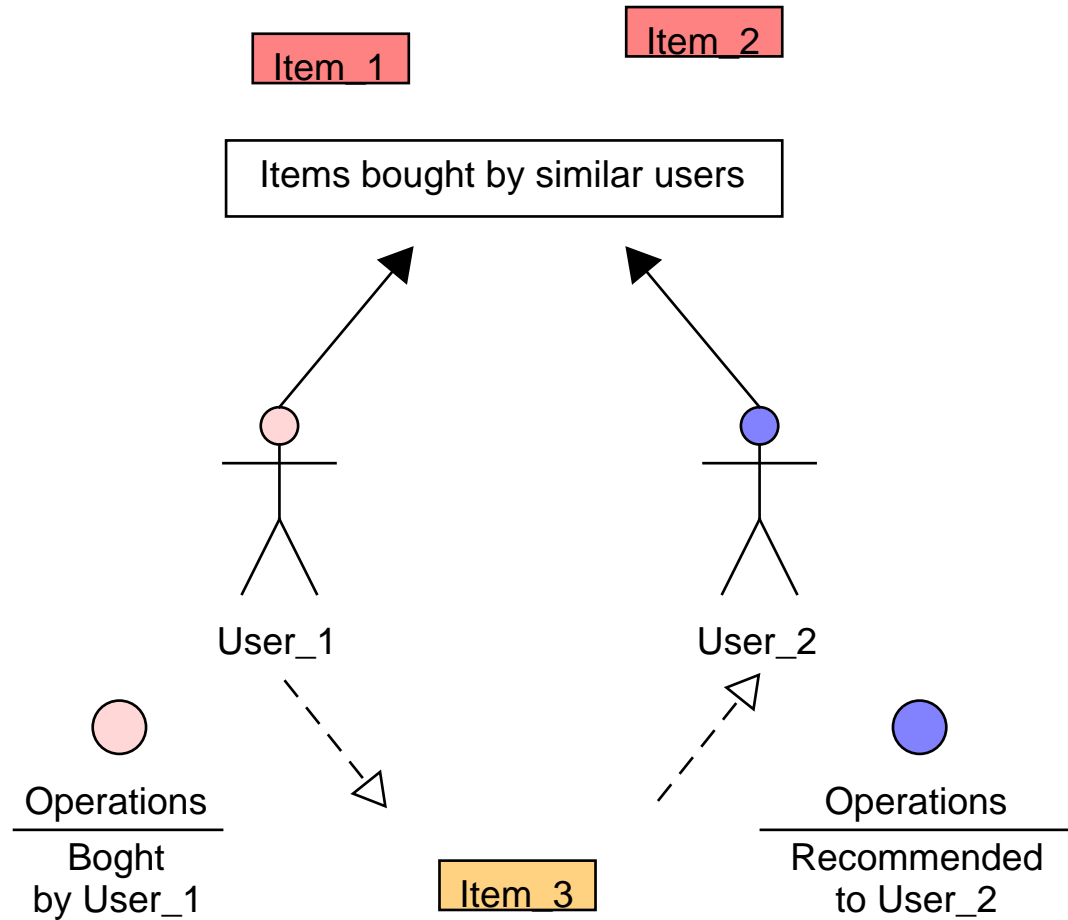 Item_1
Item_2
Items bought by similar users
User_1
User_2
Operations
Boght
by User_1
Operations
Recommended
to User_2
Item_3